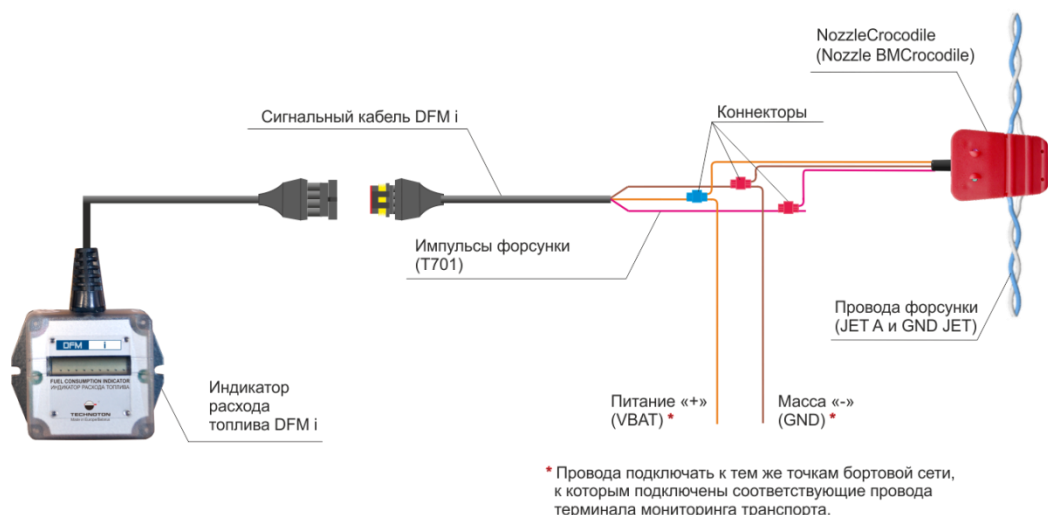 NozzleCrocodile
(Nozzle BMCrocodile)
Сигнальный кабель DFM i
Коннекторы
Импульсы форсунки
(T701)
Провода форсунки
(JET A и GND JET)
DFM i
FUEL CONSUMPTION INDICATOR
ИНДИКАТОР РАСХОДА ТОПЛИВА
TECHNOTON
Индикатор
расхода
топлива DFM i
Питание «+»
(VBAT) *
Масса «-»
(GND) *
* Провода подключать к тем же точкам бортовой сети,
к которым подключены соответствующие провода
терминала мониторинга транспорта.